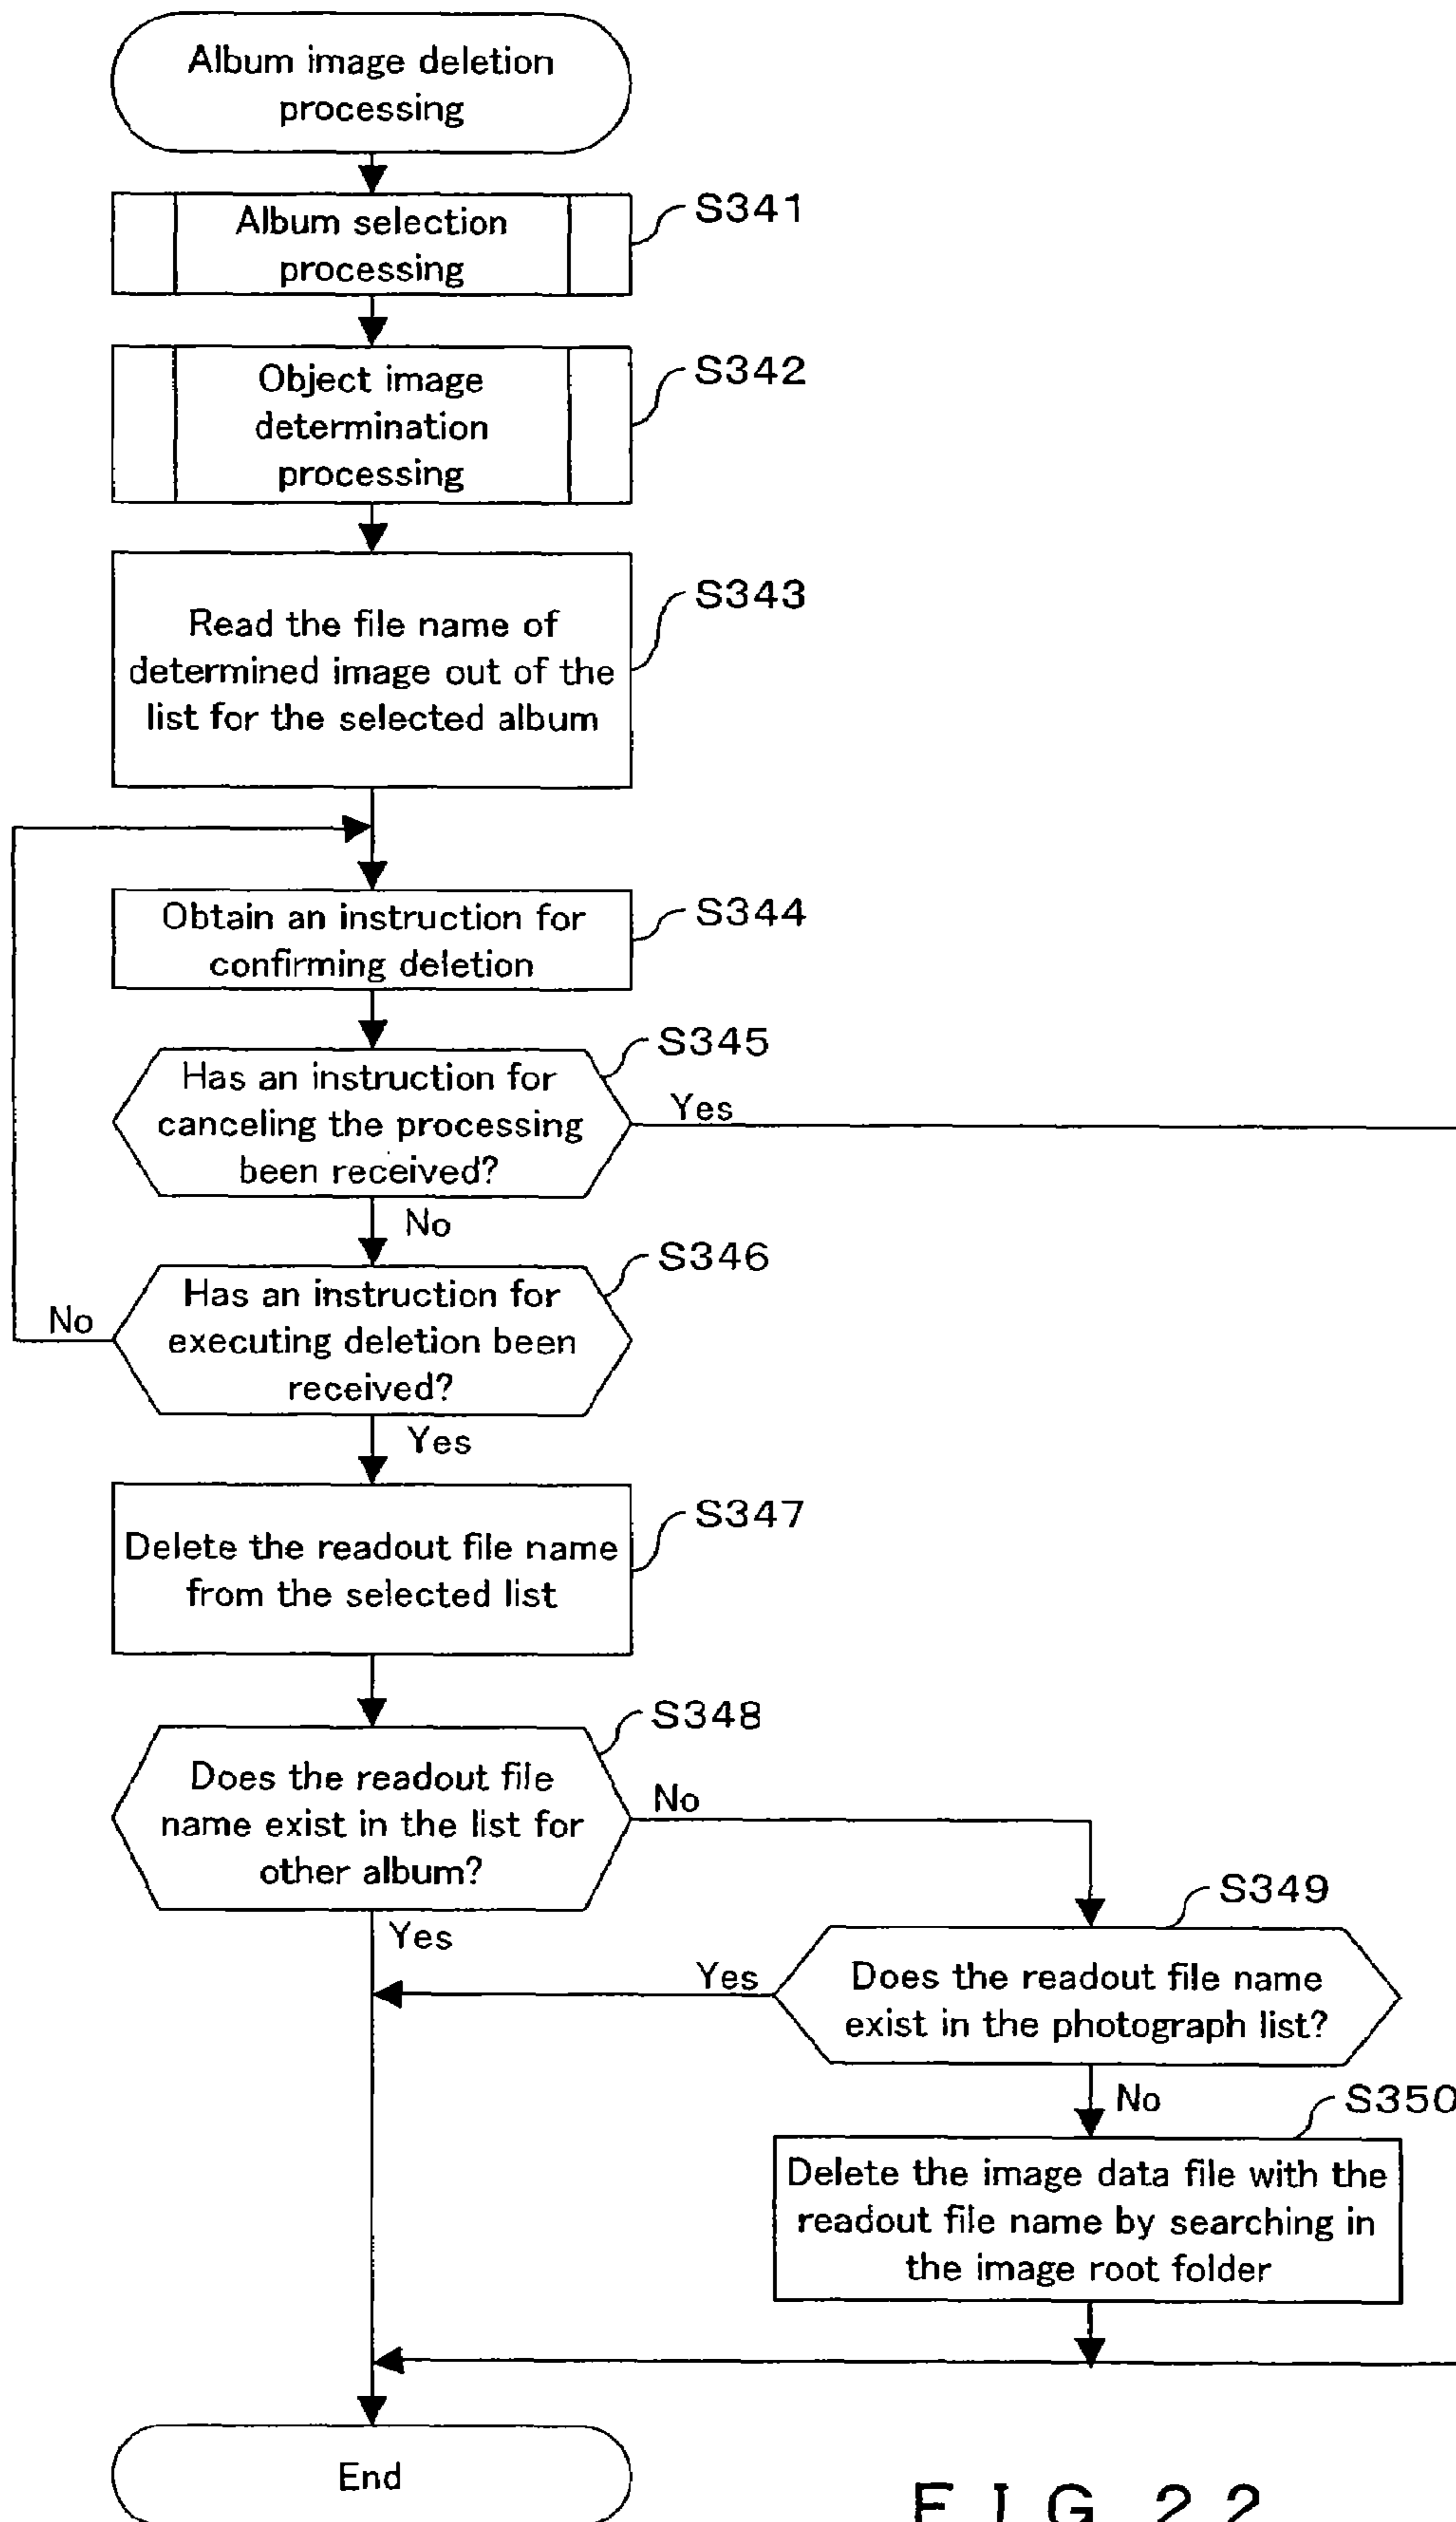 Album image deletion
processing
Album selection
processing
S341
Object image
determination
processing
S342
Read the file name of
determined image out of the
list for the selected album
S343
Obtain an instruction for
confirming deletion
S344
Has an instruction for
canceling the processing
been received?
S345
Yes
No
Has an instruction for
executing deletion been
received?
S346
No
Yes
Delete the readout file name
from the selected list
S347
Does the readout file
name exist in the list for
other album?
S348
No
Yes
Does the readout file name
exist in the photograph list?
S349
Yes
No
Delete the image data file with the
readout file name by searching in
the image root folder
S350
End
FIG 22